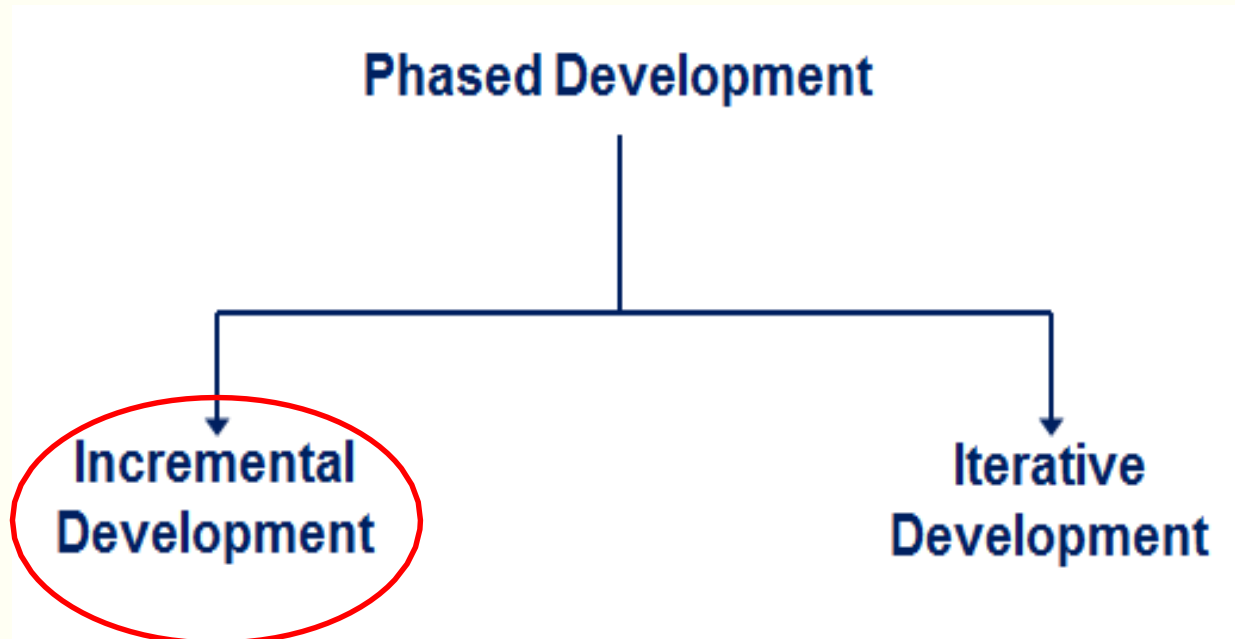 Phased Development
Incremental
Development
Iterative
Development